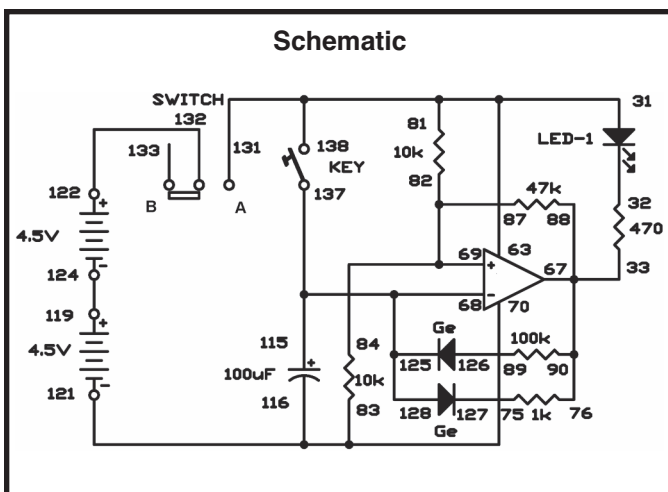 Schematic
SWITCH
132
133
131
B
A
138
KEY
137
122
+
4.5V
-
124
119
+
4.5V
-
121
81
10k
82
31
LED-1
32
470
33
47k
87 88
69 + 63
67
68 - 70
115
+
100uF
116
84
10k
83
Ge
125 126
100k
89 90
128 127
Ge
75 1k 76